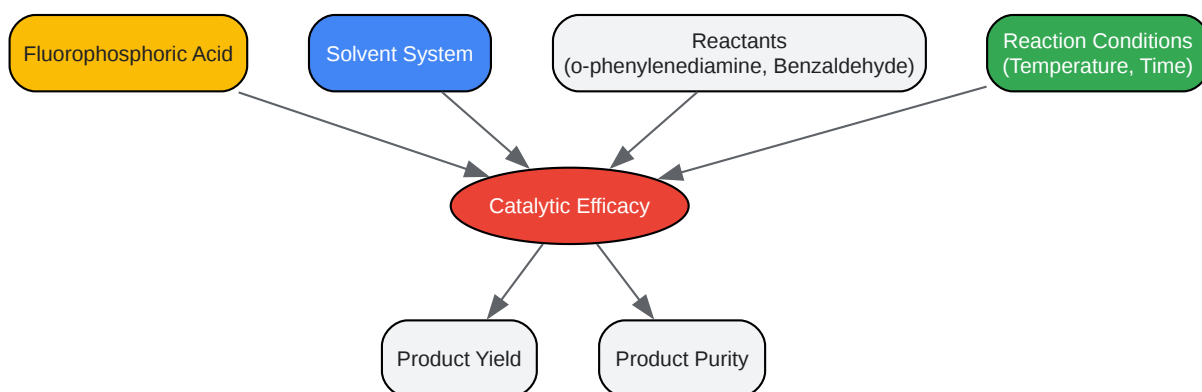 Fluorophosphoric Acid
Solvent System
Reactants
(o-phenylenediamine, Benzaldehyde)
Reaction Conditions
(Temperature, Time)
Catalytic Efficacy
Product Yield
Product Purity